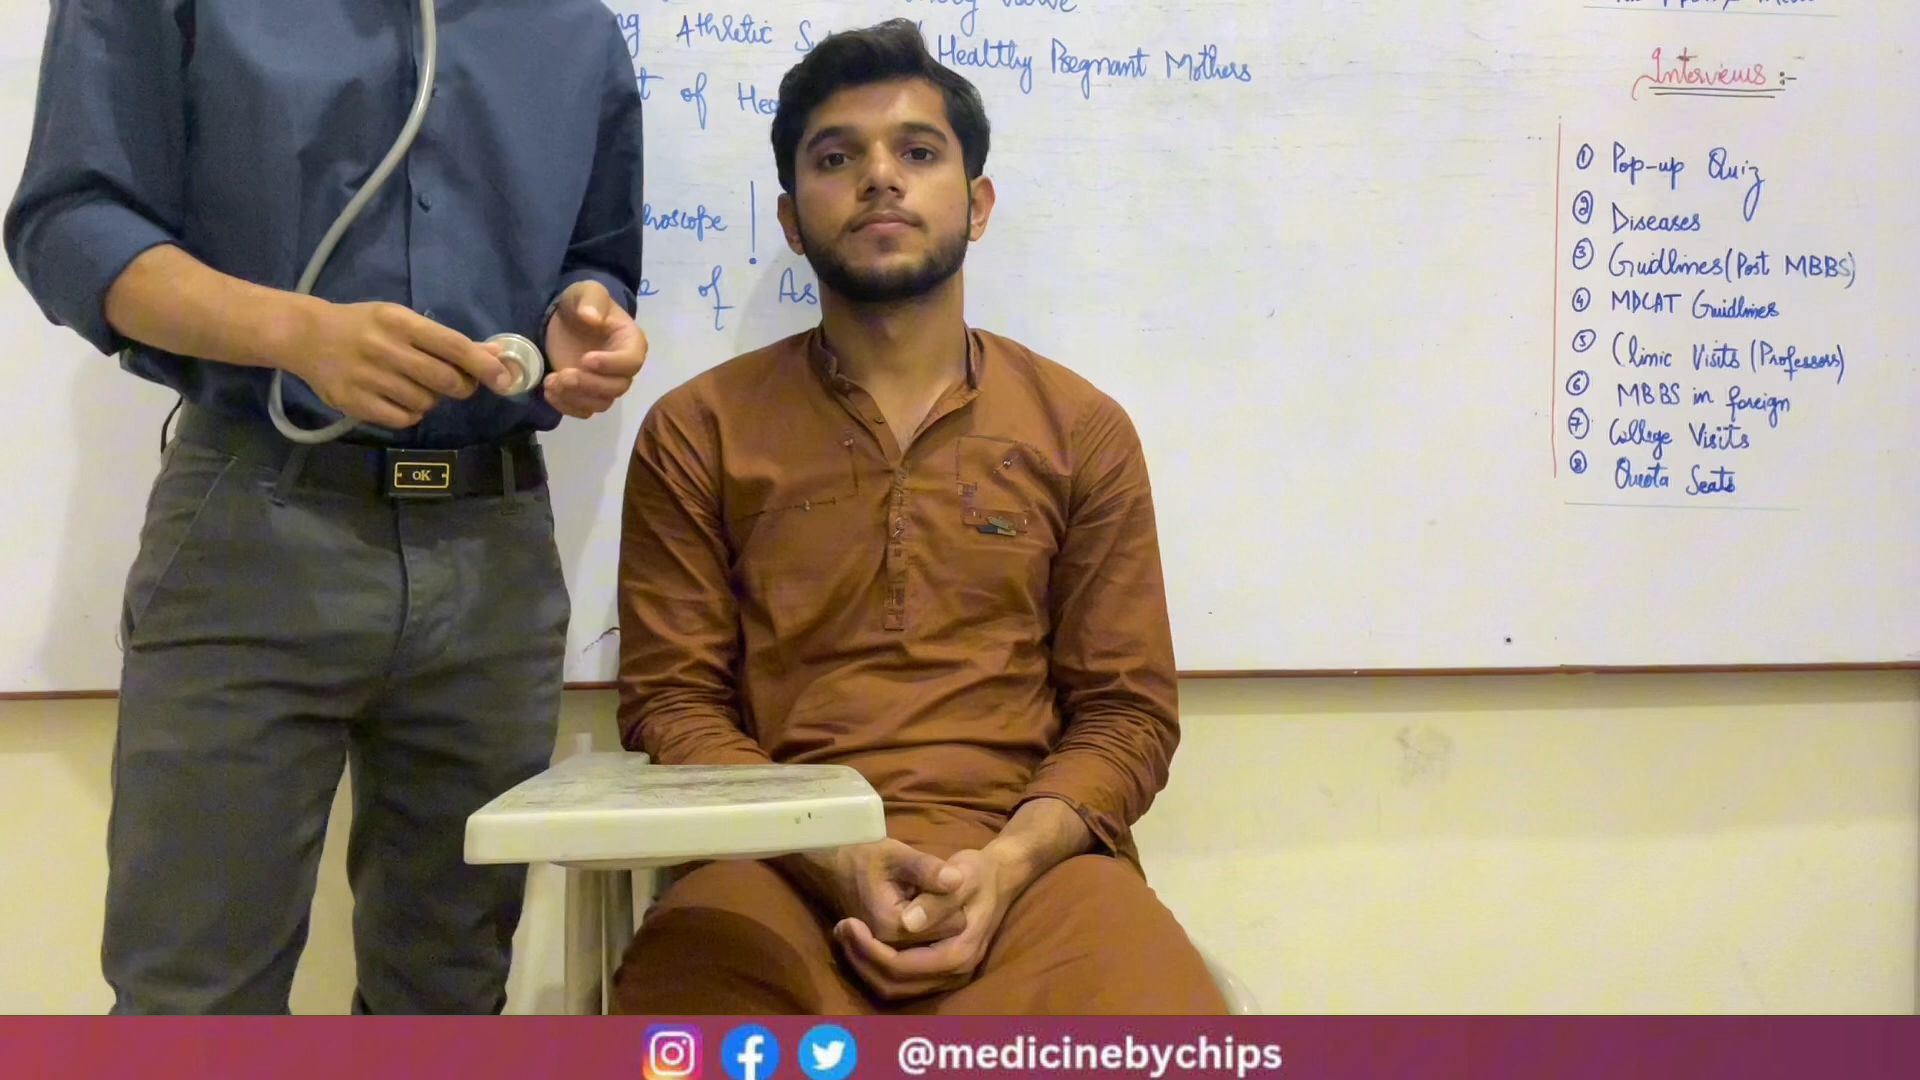 Athletic
Healthy Pregnant Mothers
of
of As
Interviews :-
① Pop-up Quiz
② Diseases
③ Guidlines (Post MBBS)
④ MDCAT Guidlines
⑤ Clinic Visits (Professors)
⑥ MBBS in foreign
⑦ College Visits
⑧ Quota Seats
OK
@medicinebychips